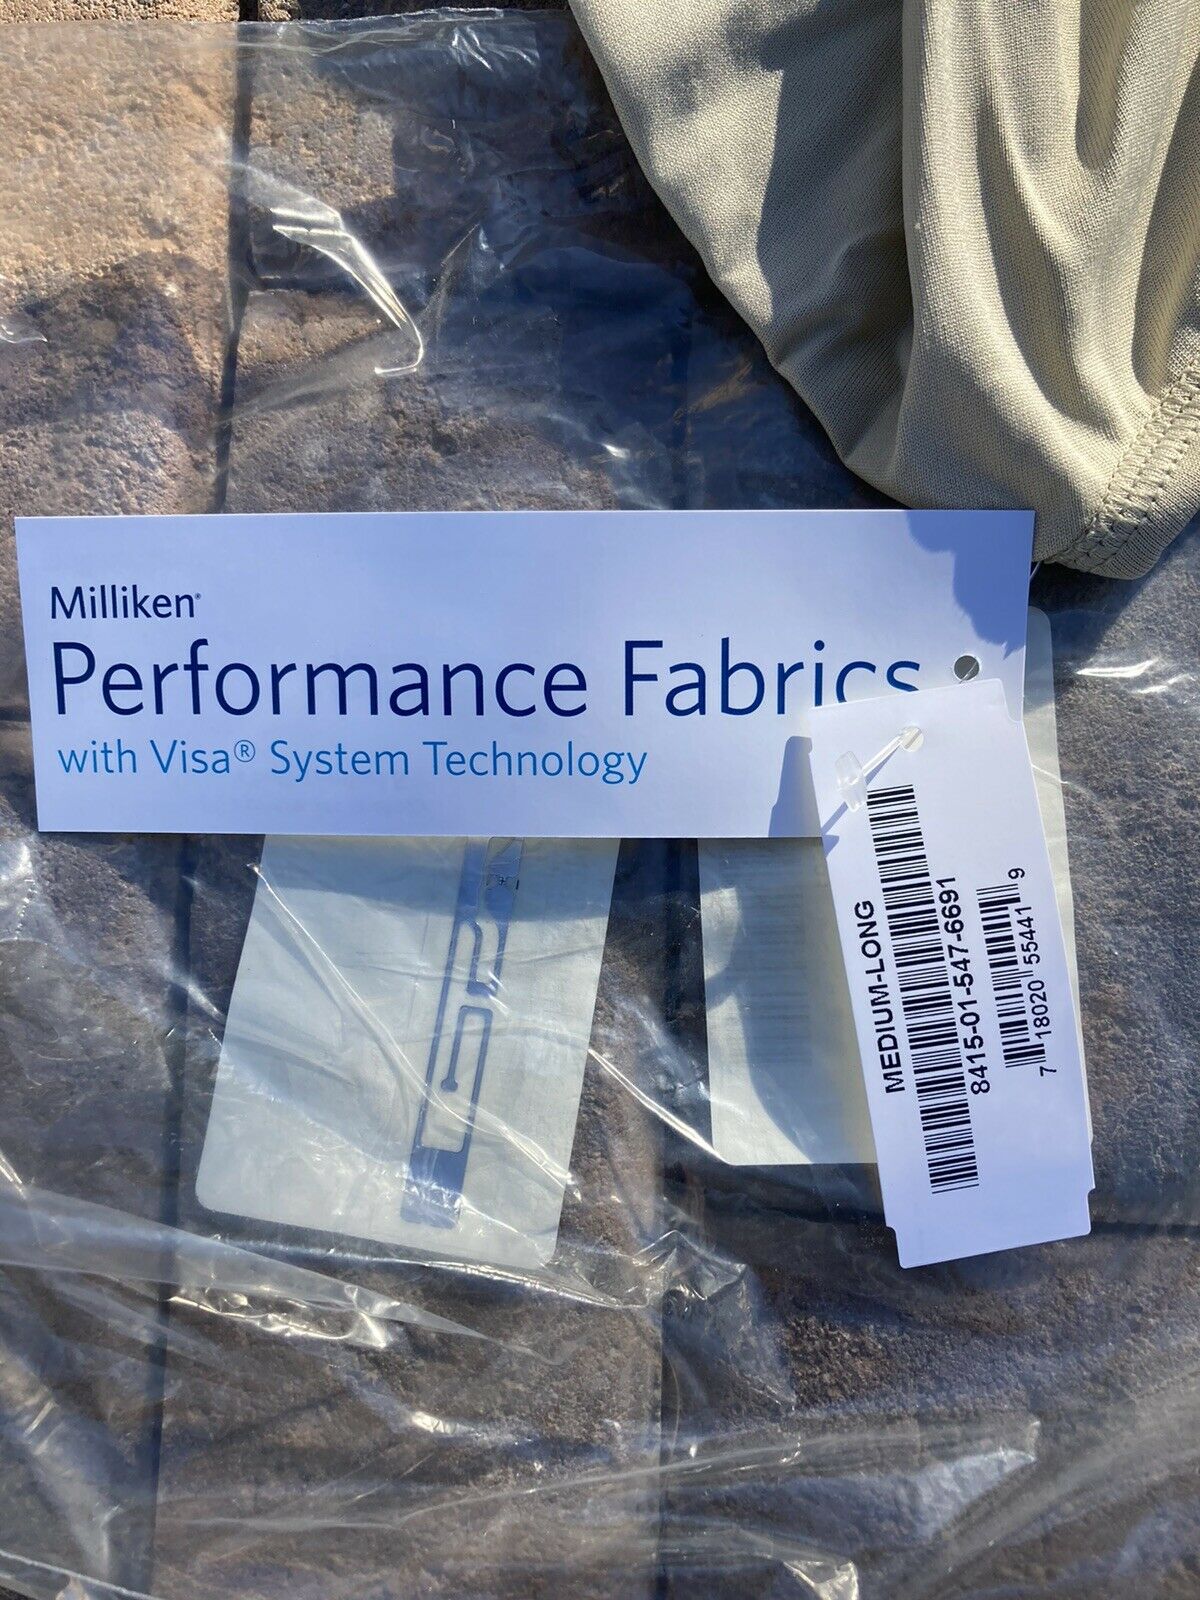 Milliken®
Performance Fabrics
with Visa® System Technology
MEDIUM-LONG
8415-01-547-6691
7 18020 55441 9